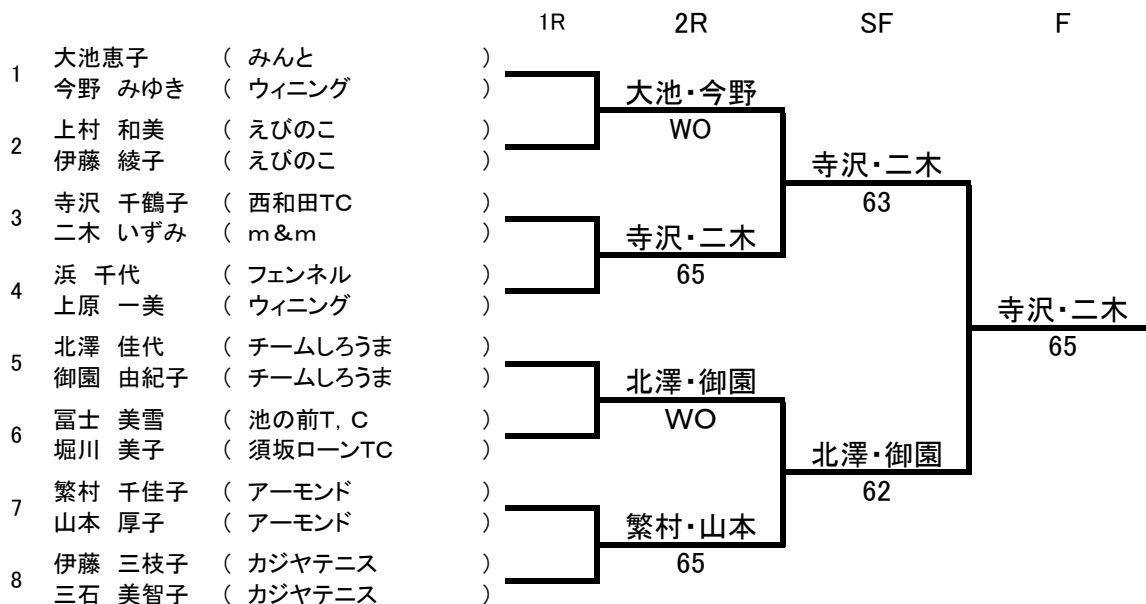 1R 2R SF F
1 大池恵子 ( みんと )
今野 みゆき ( ウィニング )
大池・今野
WO
2 上村 和美 ( えびのこ )
伊藤 綾子 ( えびのこ )
寺沢・二木
63
3 寺沢 千鶴子 ( 西和田TC )
二木 いずみ ( m&m )
寺沢・二木
65
4 浜 千代 ( フェンネル )
上原 一美 ( ウィニング )
寺沢・二木
65
5 北澤 佳代 ( チームしろうま )
御園 由紀子 ( チームしろうま )
北澤・御園
WO
6 冨士 美雪 ( 池の前T,C )
堀川 美子 ( 須坂ローンTC )
北澤・御園
62
7 繁村 千佳子 ( アーモンド )
山本 厚子 ( アーモンド )
繁村・山本
65
8 伊藤 三枝子 ( カジヤテニス )
三石 美智子 ( カジヤテニス )